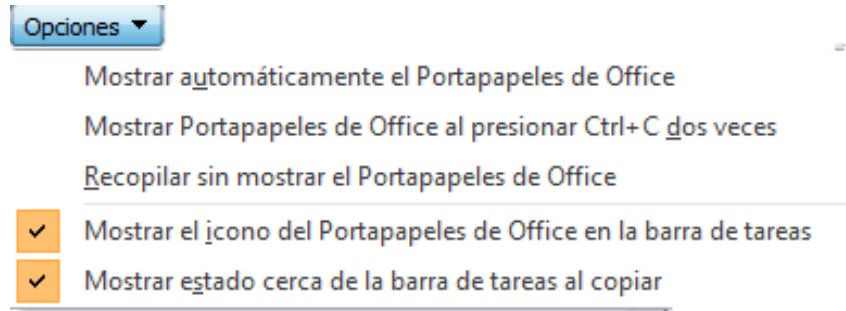 Opciones
Mostrar automáticamente el Portapapeles de Office
Mostrar Portapapeles de Office al presionar Ctrl+C dos veces
Recopilar sin mostrar el Portapapeles de Office
Mostrar el icono del Portapapeles de Office en la barra de tareas
Mostrar estado cerca de la barra de tareas al copiar